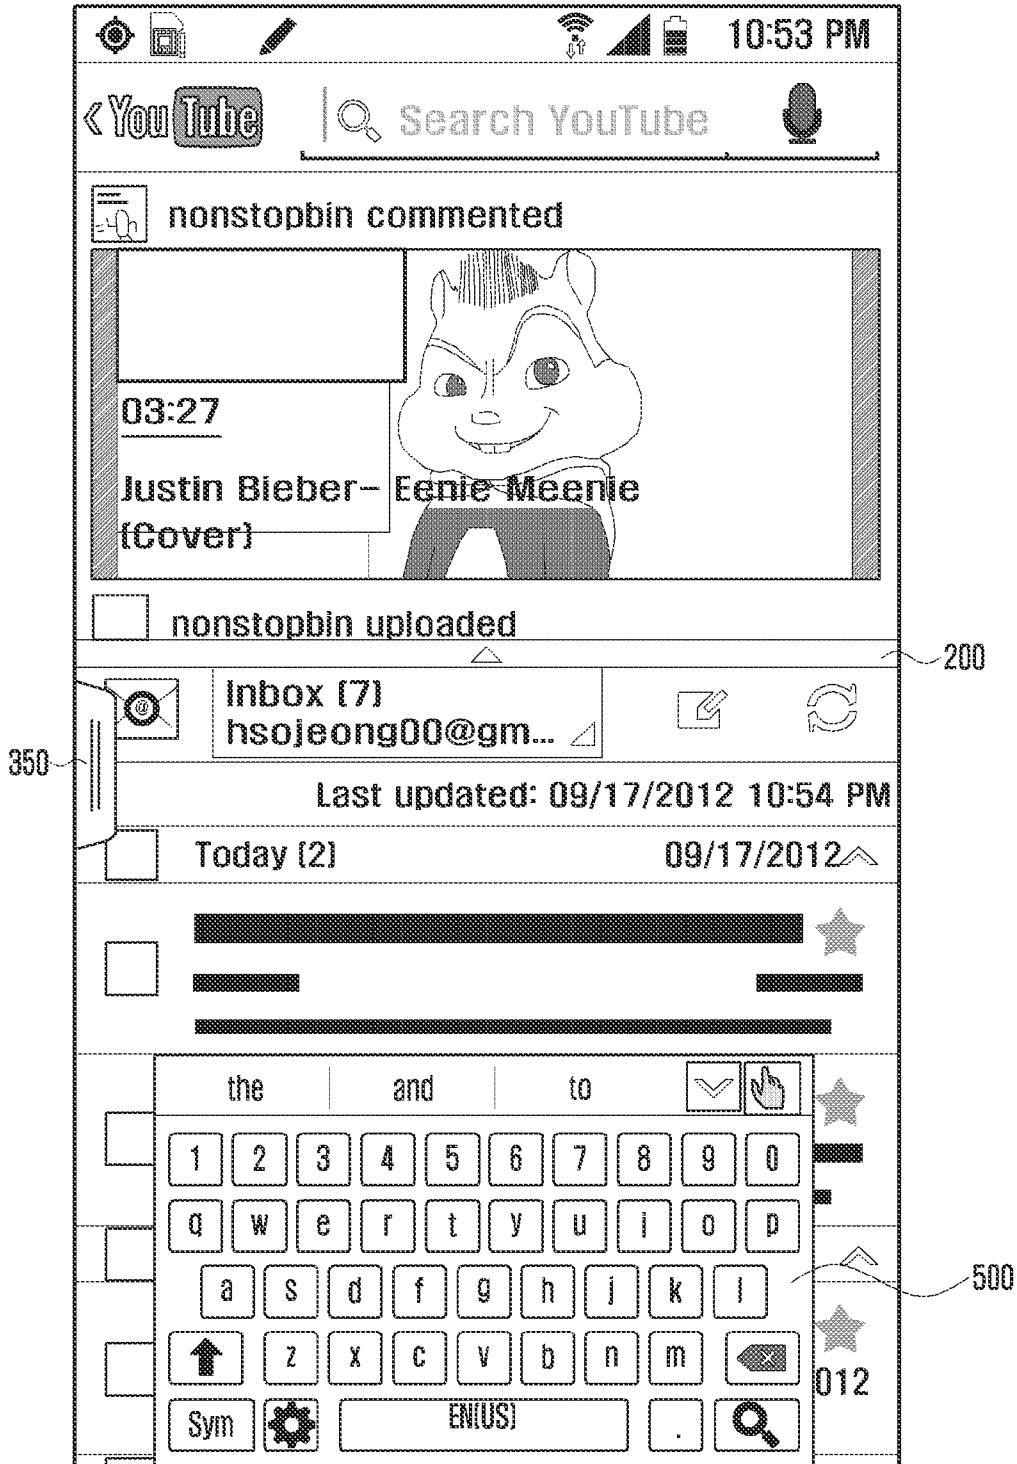 10:53 PM
YouTube
Search YouTube
nonstopbin commented
03:27
Justin Bieber- Eenie Meenie
(Cover)
nonstopbin uploaded
200
@
Inbox (7)
hsojeong00@gm...
350
Last updated: 09/17/2012 10:54 PM
Today (2)
09/17/2012
the and to
1 2 3 4 5 6 7 8 9 0
q w e r t y u i o p
a s d f g h j k l
500
z x c v b n m
012
Sym EN(US) .